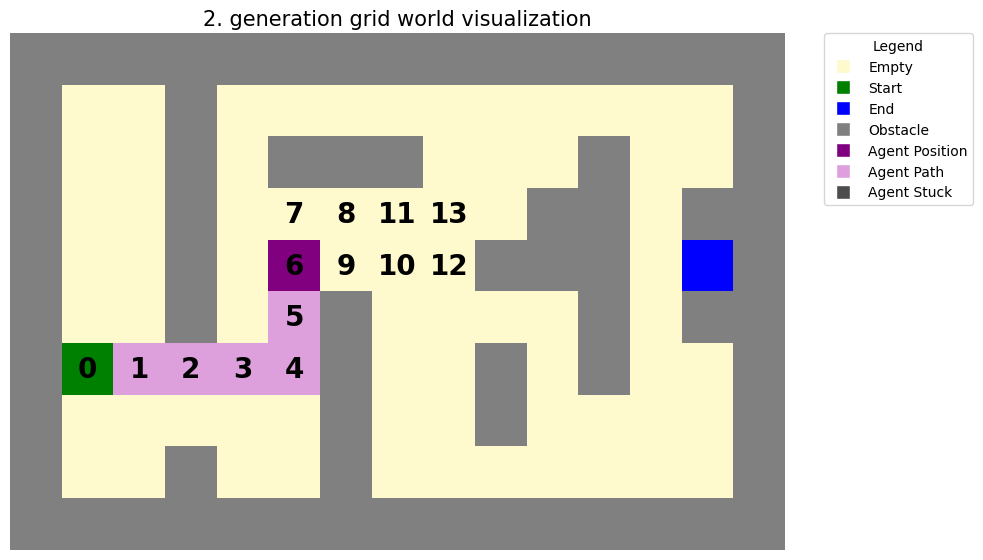 2. generation grid world visualization
Legend
Empty
Start
End
Obstacle
Agent Position
Agent Path
Agent Stuck
7 8 11 13
6 9 10 12
5
0 1 2 3 4